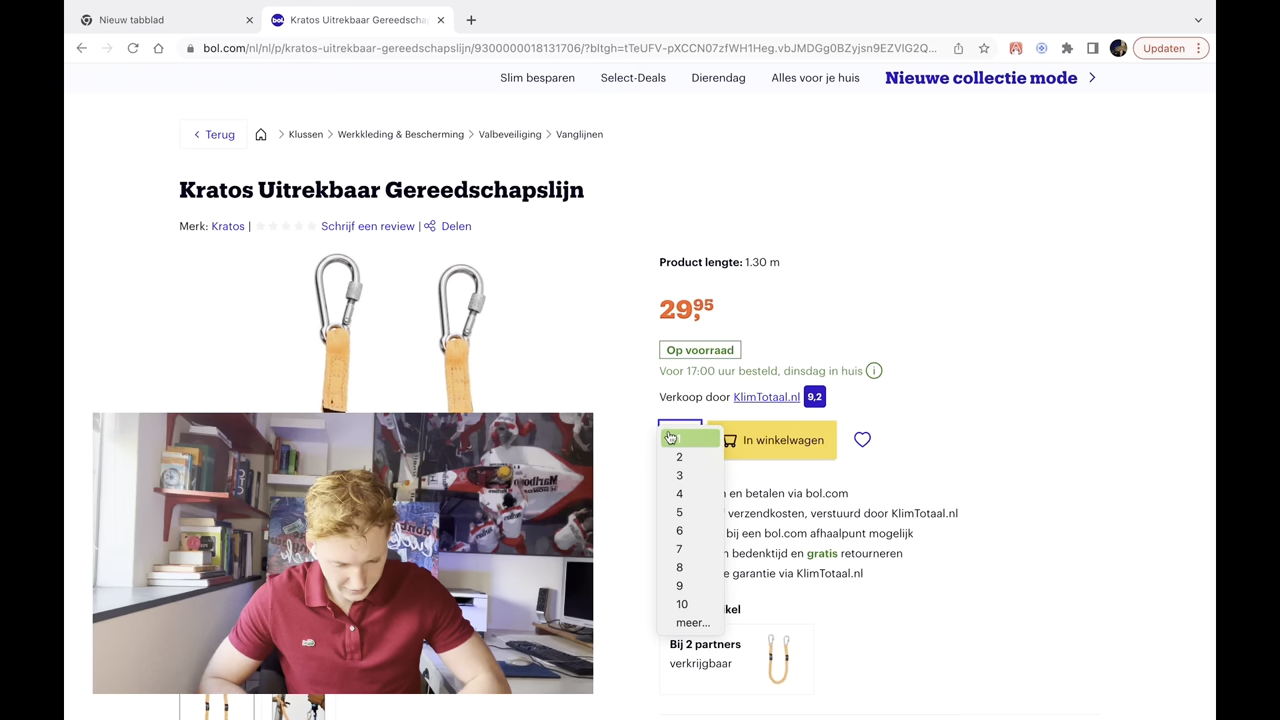 Nieuw tabblad
bol
Kratos Uitrekbaar Gereedscha
bol.com/nl/nl/p/kratos-uitrekbaar-gereedschapslijn/9300000018131706/?bltgh=tTeUFV-pXCCN07zfWH1Heg.vbJMDGg0BZyjsn9EZVlG2Q...
Updaten
Slim besparen
Select-Deals
Dierendag
Alles voor je huis
Nieuwe collectie mode
Terug
Klussen
Werkkleding & Bescherming
Valbeveiliging
Vanglijnen
Kratos Uitrekbaar Gereedschapslijn
Merk: Kratos | Schrijf een review | Delen
Product lengte: 1.30 m
29,95
Op voorraad
Voor 17:00 uur besteld, dinsdag in huis
Verkoop door KlimTotaal.nl 9,2
In winkelwagen
2
3
4
5
6
7
8
9
10
meer...
en betalen via bol.com
verzendkosten, verstuurd door KlimTotaal.nl
bij een bol.com afhaalpunt mogelijk
bedenktijd en gratis retourneren
garantie via KlimTotaal.nl
kel
Bij 2 partners
verkrijgbaar
Marlboro